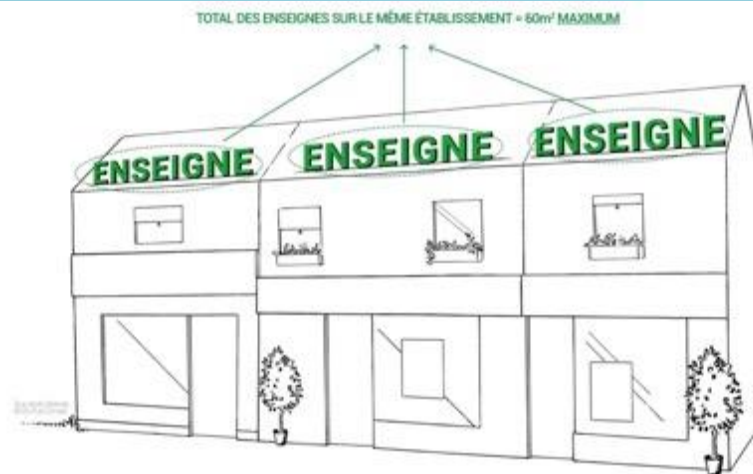 TOTAL DES ENSEIGNES SUR LE MÊME ÉTABLISSEMENT = 60m² MAXIMUM
ENSEIGNE
ENSEIGNE
ENSEIGNE